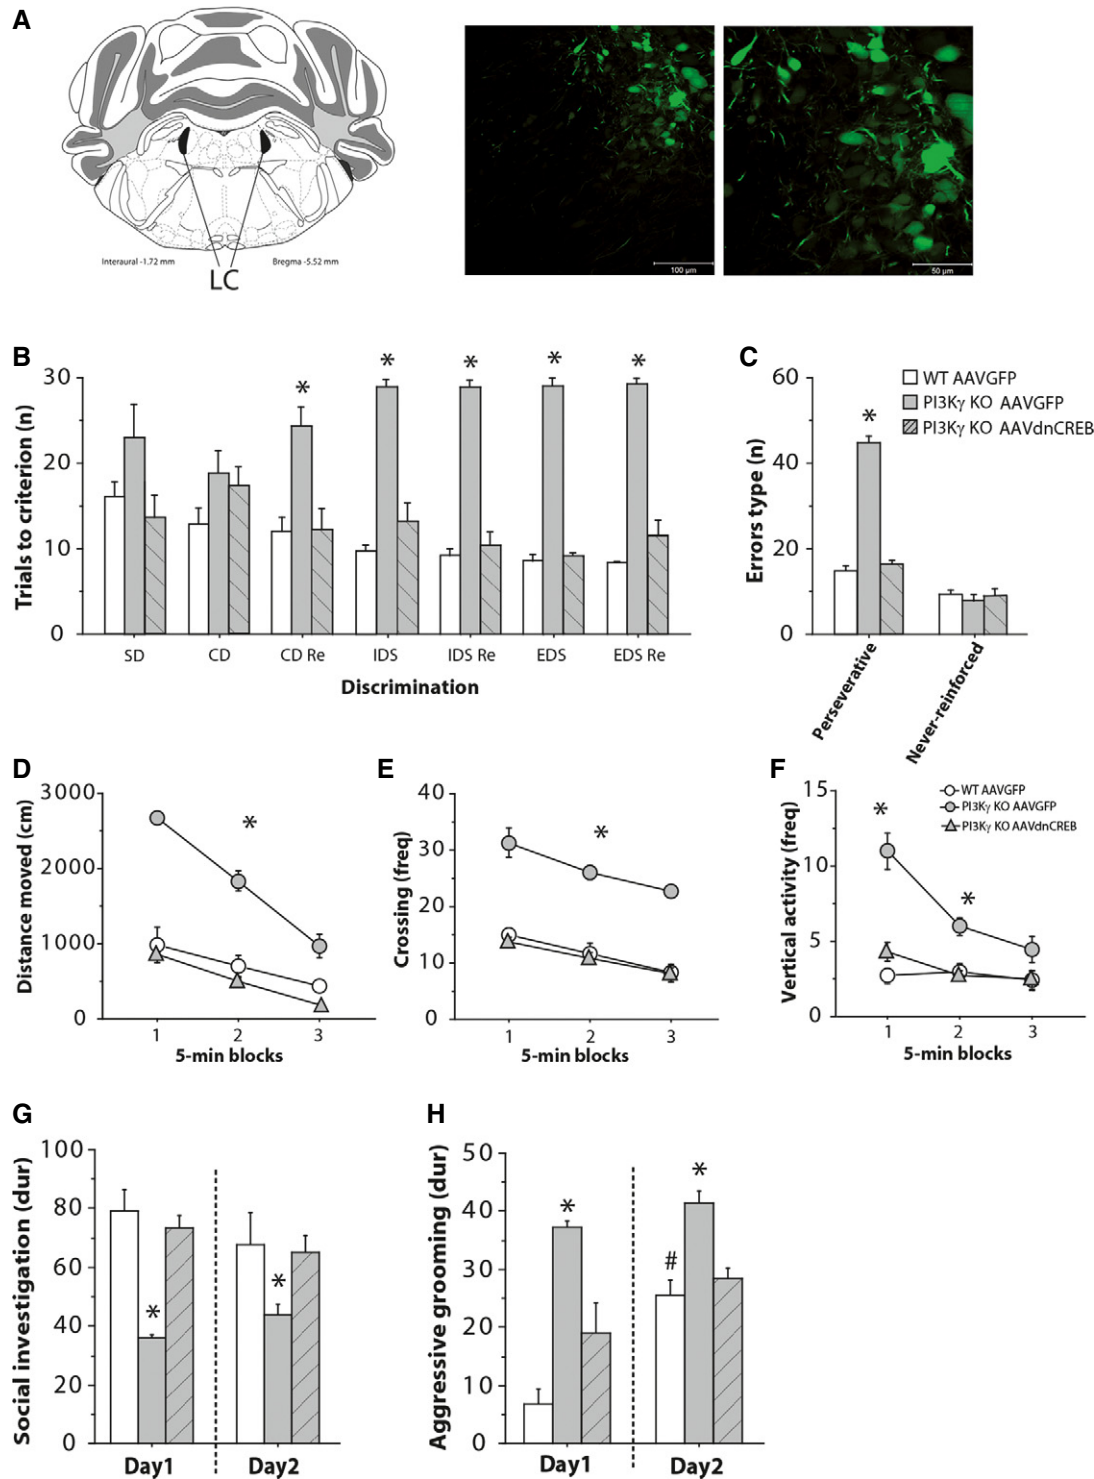 A
Interaural -1.72 mm
Bregma -5.52 mm
LC
100 µm
50 µm
B
Trials to criterion (n)
30
20
10
0
*
*
*
*
*
SD
CD
CD Re
IDS
IDS Re
EDS
EDS Re
Discrimination
C
Errors type (n)
60
40
20
0
*
WT AAVGFP
PI3Kγ KO AAVGFP
PI3Kγ KO AAVdnCREB
Perseverative
Never-reinforced
D
Distance moved (cm)
3000
2000
1000
0
*
1
2
3
5-min blocks
E
Crossing (freq)
40
30
20
10
0
*
1
2
3
5-min blocks
F
Vertical activity (freq)
15
10
5
0
*
*
WT AAVGFP
PI3Kγ KO AAVGFP
PI3Kγ KO AAVdnCREB
1
2
3
5-min blocks
G
Social investigation (dur)
100
80
60
40
20
0
*
*
Day1
Day2
H
Aggressive grooming (dur)
50
40
30
20
10
0
*
#
*
Day1
Day2